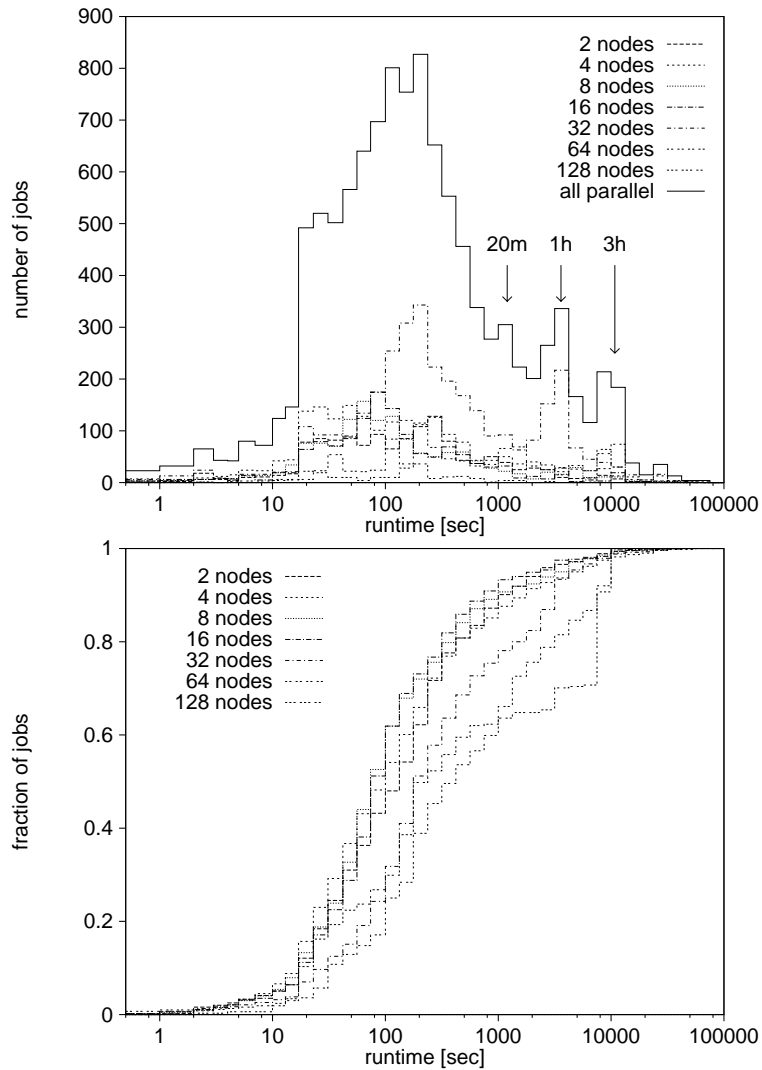 900
800
700
600
500
400
300
200
100
0
number of jobs
2 nodes
4 nodes
8 nodes
16 nodes
32 nodes
64 nodes
128 nodes
all parallel
20m 1h 3h
1 10 100 1000 10000 100000
runtime [sec]
1
0.8
0.6
0.4
0.2
0
fraction of jobs
2 nodes
4 nodes
8 nodes
16 nodes
32 nodes
64 nodes
128 nodes
1 10 100 1000 10000 100000
runtime [sec]